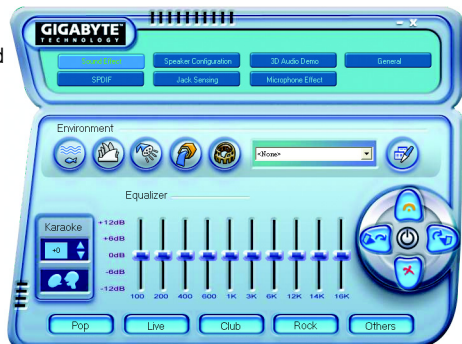 d
GIGABYTE™
TECHNOLOGY
Sound Effect Speaker Configuration 3D Audio Demo General
SPDIF Jack Sensing Microphone Effect
Environment
<None>
Equalizer
Karaoke
+0
+12dB
+6dB
0dB
-6dB
-12dB
100 200 400 600 1K 3K 6K 12K 14K 16K
Pop Live Club Rock Others